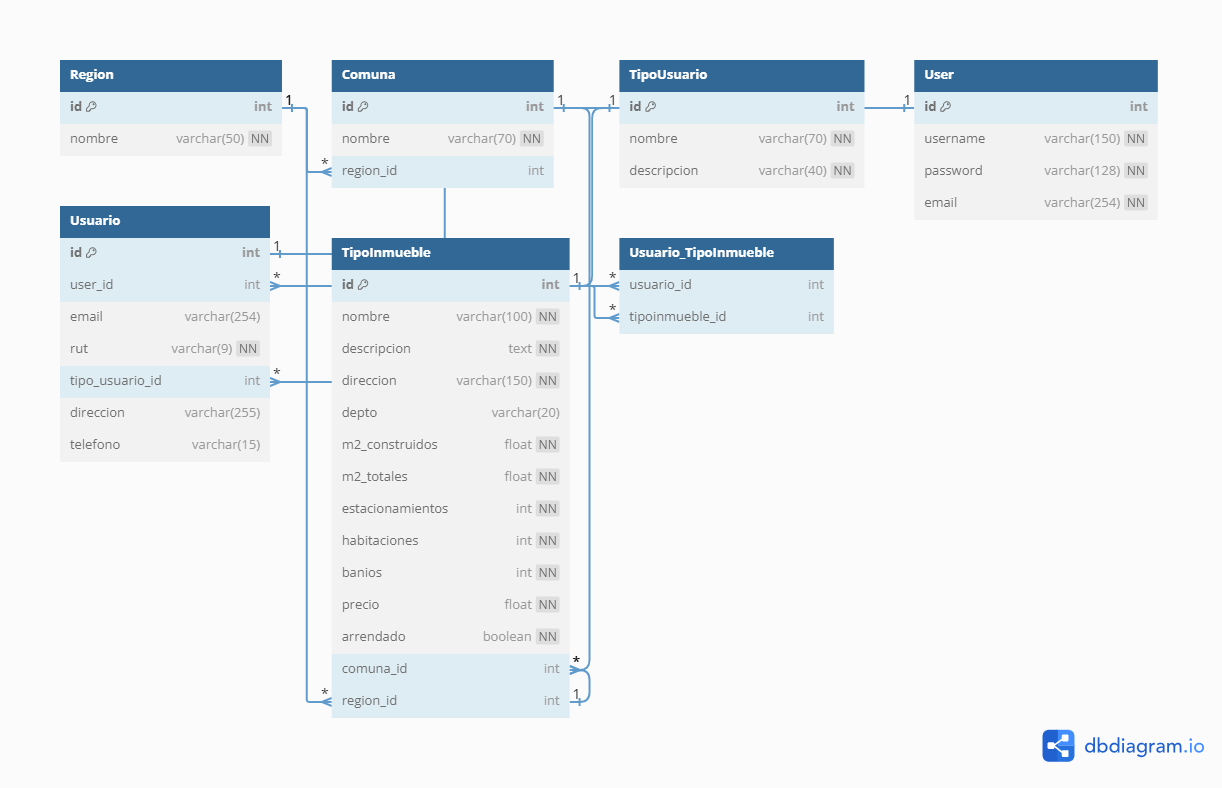 Region
id int
nombre varchar(50) NN
Comuna
id int
nombre varchar(70) NN
region_id int
TipoUsuario
id int
nombre varchar(70) NN
descripcion varchar(40) NN
User
id int
username varchar(150) NN
password varchar(128) NN
email varchar(254) NN
Usuario
id int
user_id int
email varchar(254)
rut varchar(9) NN
tipo_usuario_id int
direccion varchar(255)
telefono varchar(15)
TipoInmueble
id int
nombre varchar(100) NN
descripcion text NN
direccion varchar(150) NN
depto varchar(20)
m2_construidos float NN
m2_totales float NN
estacionamientos int NN
habitaciones int NN
banios int NN
precio float NN
arrendado boolean NN
comuna_id int
region_id int
Usuario_TipoInmueble
usuario_id int
tipoinmueble_id int
1
*
1
1
1
1
*
*
1
*
*
*
*
1
dbdiagram.io